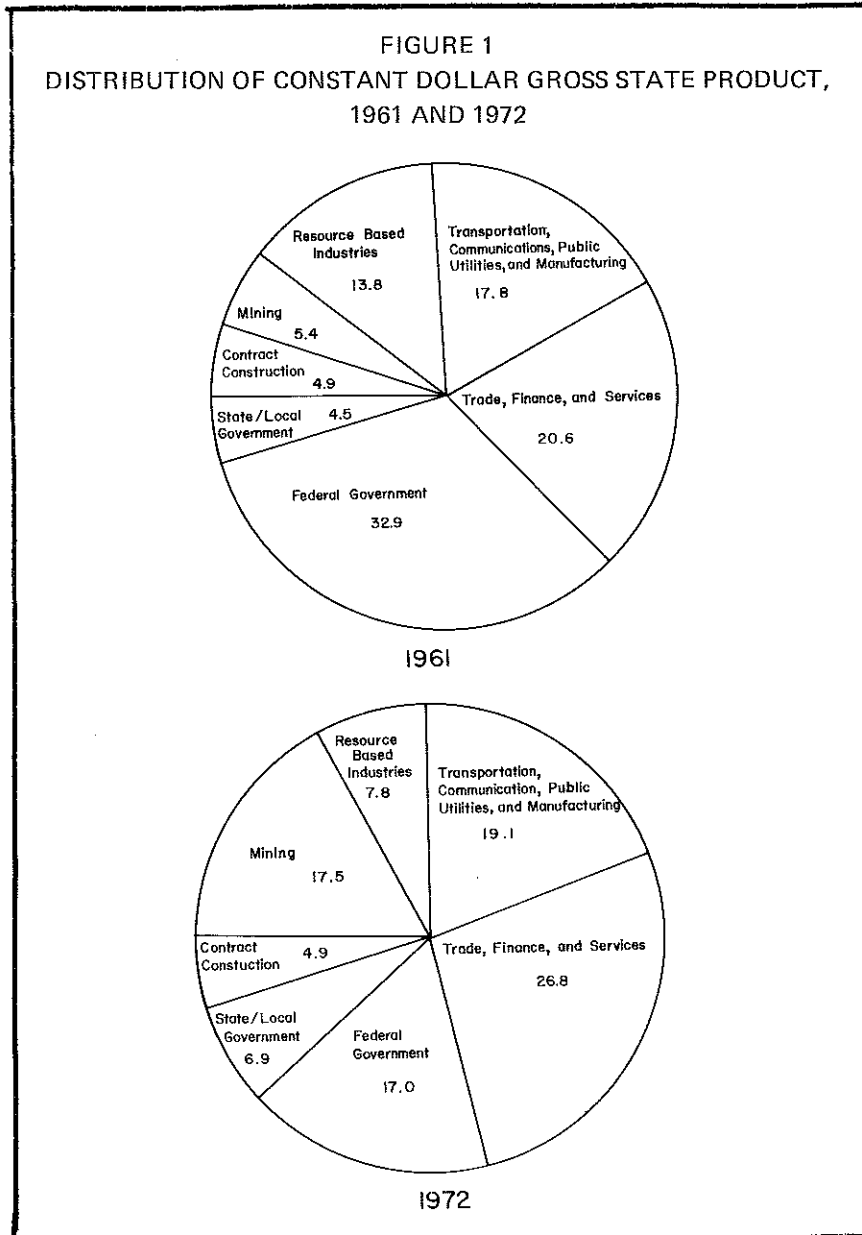 FIGURE 1
DISTRIBUTION OF CONSTANT DOLLAR GROSS STATE PRODUCT,
1961 AND 1972
Resource Based
Industries
13.8
Transportation,
Communications, Public
Utilities, and Manufacturing
17.8
Mining
5.4
Contract
Construction
4.9
State/Local
Government
4.5
Trade, Finance, and Services
20.6
Federal Government
32.9
1961
Resource
Based
Industries
7.8
Transportation,
Communication, Public
Utilities, and Manufacturing
19.1
Mining
17.5
Contract
Constuction
4.9
Trade, Finance, and Services
26.8
State/Local
Government
6.9
Federal
Government
17.0
1972